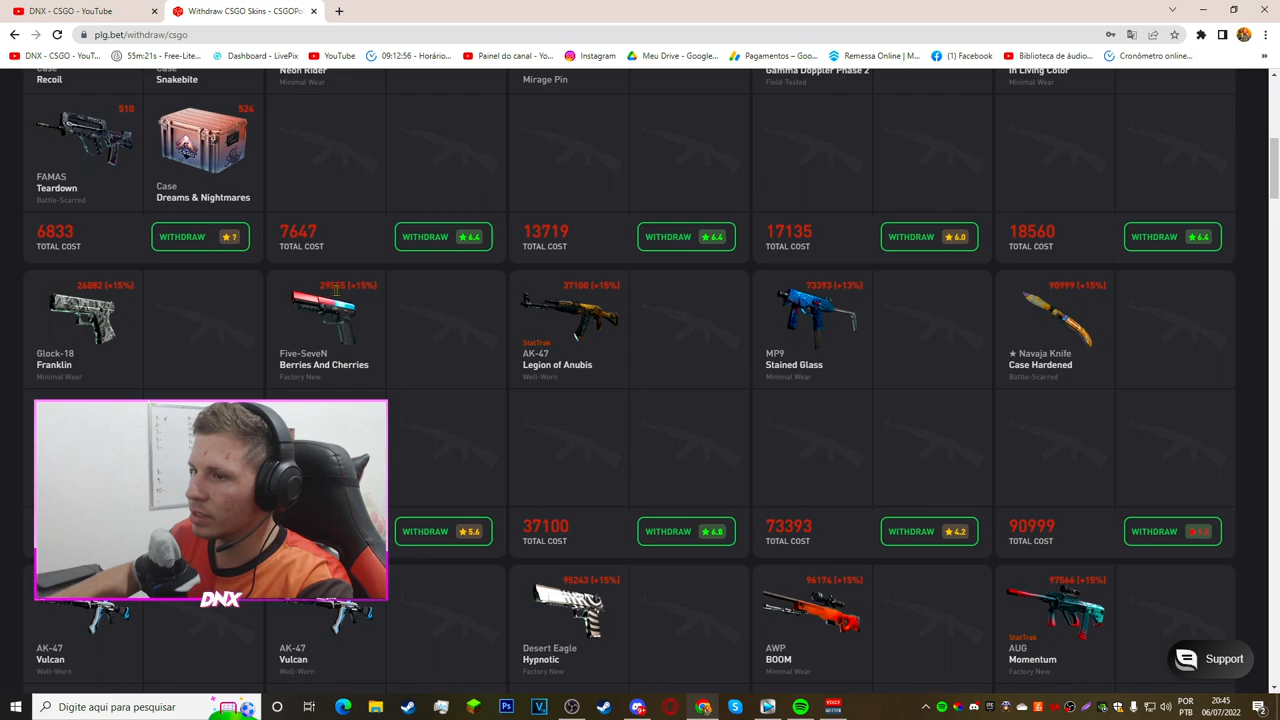 DNX - CSGO - YouTube
Withdraw CSGO Skins - CSGOPol
plg.bet/withdraw/csgo
DNX - CSGO - YouTu...
55m:21s - Free-Lite...
Dashboard - LivePix
YouTube
09:12:56 - Horário...
Painel do canal - Yo...
Instagram
Meu Drive - Google...
Pagamentos – Goo...
Remessa Online | M...
(1) Facebook
Biblioteca de áudio...
Cronómetro online...
»
Case
Recoil
Case
Snakebite
Neon Rider
Minimal Wear
Mirage Pin
Gamma Doppler Phase 2
Field-Tested
In Living Color
Minimal Wear
510
524
FAMAS
Teardown
Battle-Scarred
Case
Dreams & Nightmares
6833
TOTAL COST
WITHDRAW ★ ?
7647
TOTAL COST
WITHDRAW ★ 6.4
13719
TOTAL COST
WITHDRAW ★ 6.4
17135
TOTAL COST
WITHDRAW ★ 6.0
18560
TOTAL COST
WITHDRAW ★ 6.4
26082 (+15%)
(+15%)
37100 (+15%)
73393 (+13%)
90999 (+15%)
Glock-18
Franklin
Minimal Wear
Five-SeveN
Berries And Cherries
Factory New
StatTrak
AK-47
Legion of Anubis
Well-Worn
MP9
Stained Glass
Minimal Wear
★ Navaja Knife
Case Hardened
Battle-Scarred
WITHDRAW ★ 5.6
37100
TOTAL COST
WITHDRAW ★ 6.8
73393
TOTAL COST
WITHDRAW ★ 4.2
90999
TOTAL COST
WITHDRAW
95243 (+15%)
96174 (+15%)
97566 (+15%)
DNX
AK-47
Vulcan
Well-Worn
AK-47
Vulcan
Well-Worn
Desert Eagle
Hypnotic
Factory New
AWP
BOOM
Minimal Wear
StatTrak
AUG
Momentum
Factory New
Support
Digite aqui para pesquisar
POR
PTB
20:45
06/07/2022